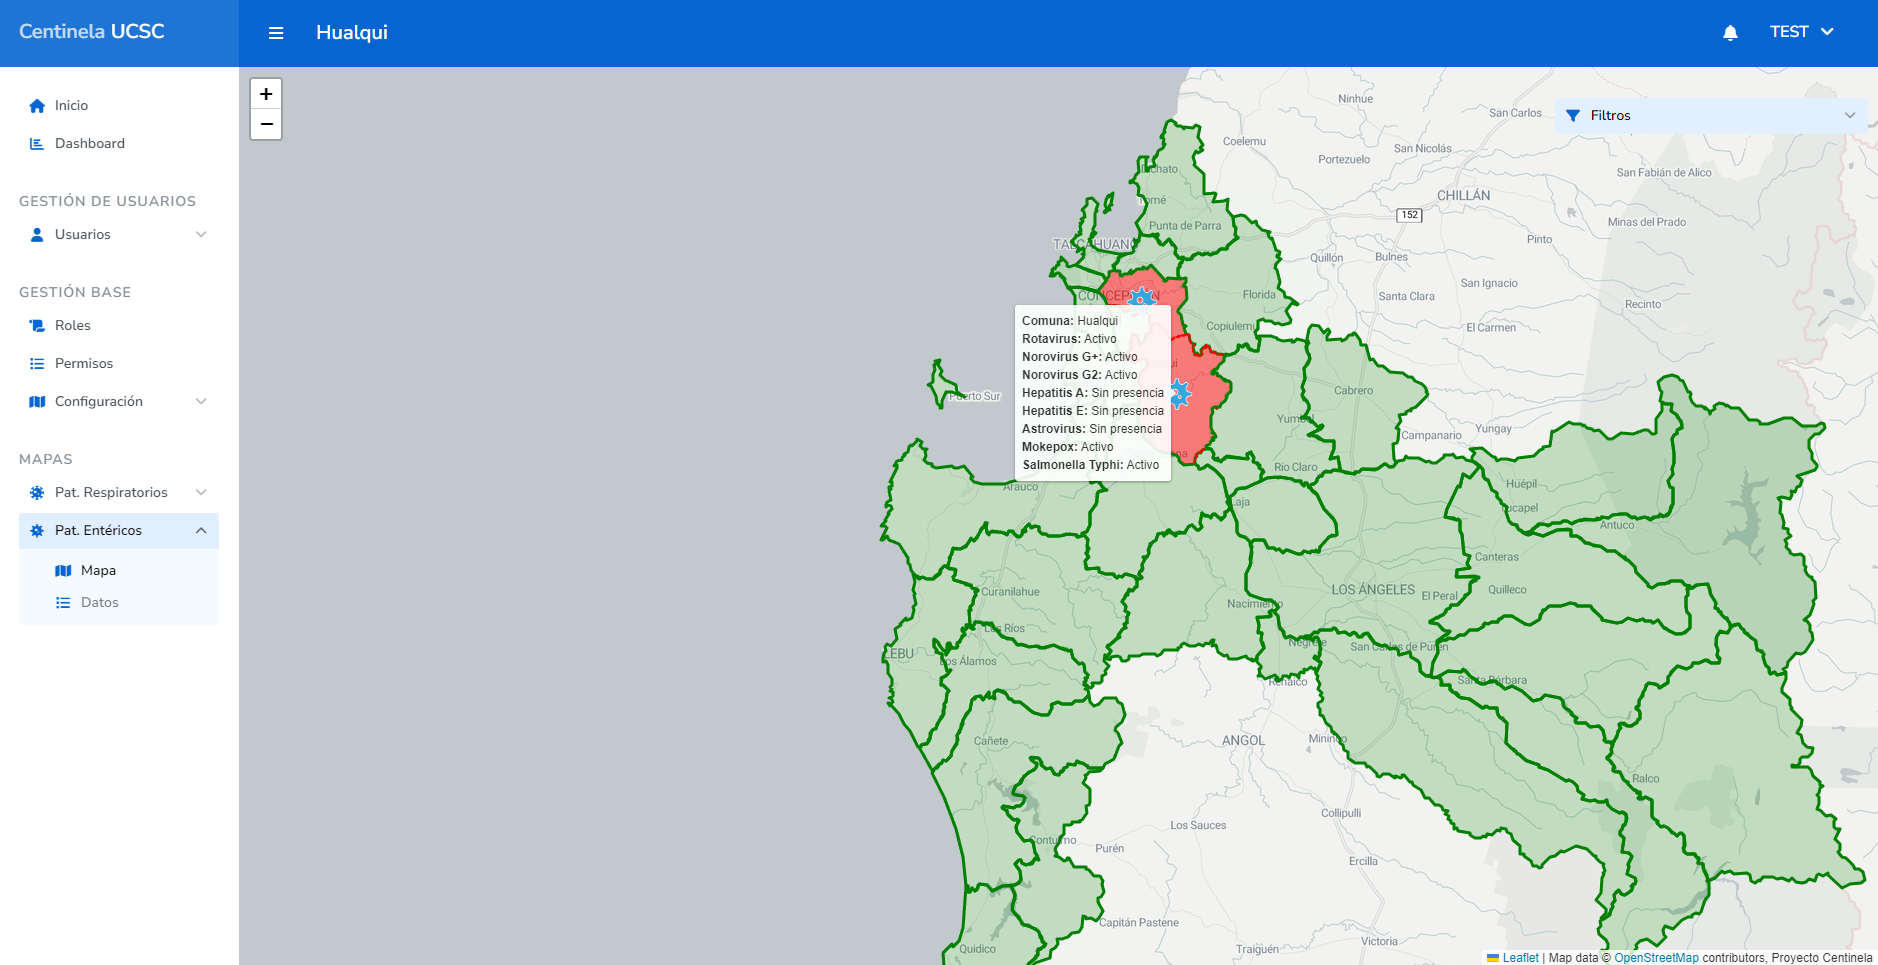 Centinela UCSC
Hualqui
TEST
Inicio
Dashboard
GESTIÓN DE USUARIOS
Usuarios
GESTIÓN BASE
Roles
Permisos
Configuración
MAPAS
Pat. Respiratorios
Pat. Entéricos
Mapa
Datos
+
−
Filtros
Ninhue
San Carlos
Coelemu
Portezuelo
San Nicolás
San Fabián de Alico
Dichato
CHILLÁN
Tomé
152
Punta de Parra
Minas del Prado
TALCAHUANO
Pinto
Quillón
Bulnes
San Ignacio
CONCEPCIÓN
Florida
Santa Clara
Recinto
Copiulemu
El Carmen
Comuna: Hualqui
Rotavirus: Activo
Norovirus G+: Activo
Norovirus G2: Activo
Hepatitis A: Sin presencia
Hepatitis E: Sin presencia
Astrovirus: Sin presencia
Mokepox: Activo
Salmonella Typhi: Activo
Puerto Sur
Cabrero
Yumbel
Campanario
Yungay
Rio Claro
Arauco
Laja
Huépil
Tucapel
Antuco
Canteras
Curanilahue
Nacimiento
LOS ÁNGELES
El Peral
Quilleco
Los Ríos
Negrete
San Carlos de Purén
LEBU
Los Álamos
Renaico
Santa Bárbara
Cañete
ANGOL
Mininco
Ralco
Los Sauces
Collipulli
Contulmo
Purén
Ercilla
Capitán Pastene
Quidico
Traiguén
Victoria
Leaflet | Map data © OpenStreetMap contributors, Proyecto Centinela